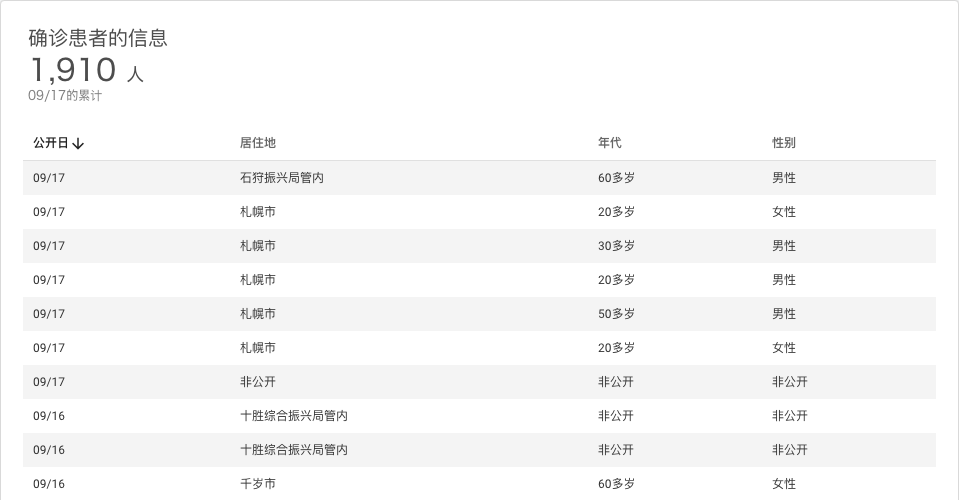 确诊患者的信息
1,910 人
09/17的累计
公开日↓ 居住地 年代 性别
09/17 石狩振兴局管内 60多岁 男性
09/17 札幌市 20多岁 女性
09/17 札幌市 30多岁 男性
09/17 札幌市 20多岁 男性
09/17 札幌市 50多岁 男性
09/17 札幌市 20多岁 女性
09/17 非公开 非公开 非公开
09/16 十胜综合振兴局管内 非公开 非公开
09/16 十胜综合振兴局管内 非公开 非公开
09/16 千岁市 60多岁 女性